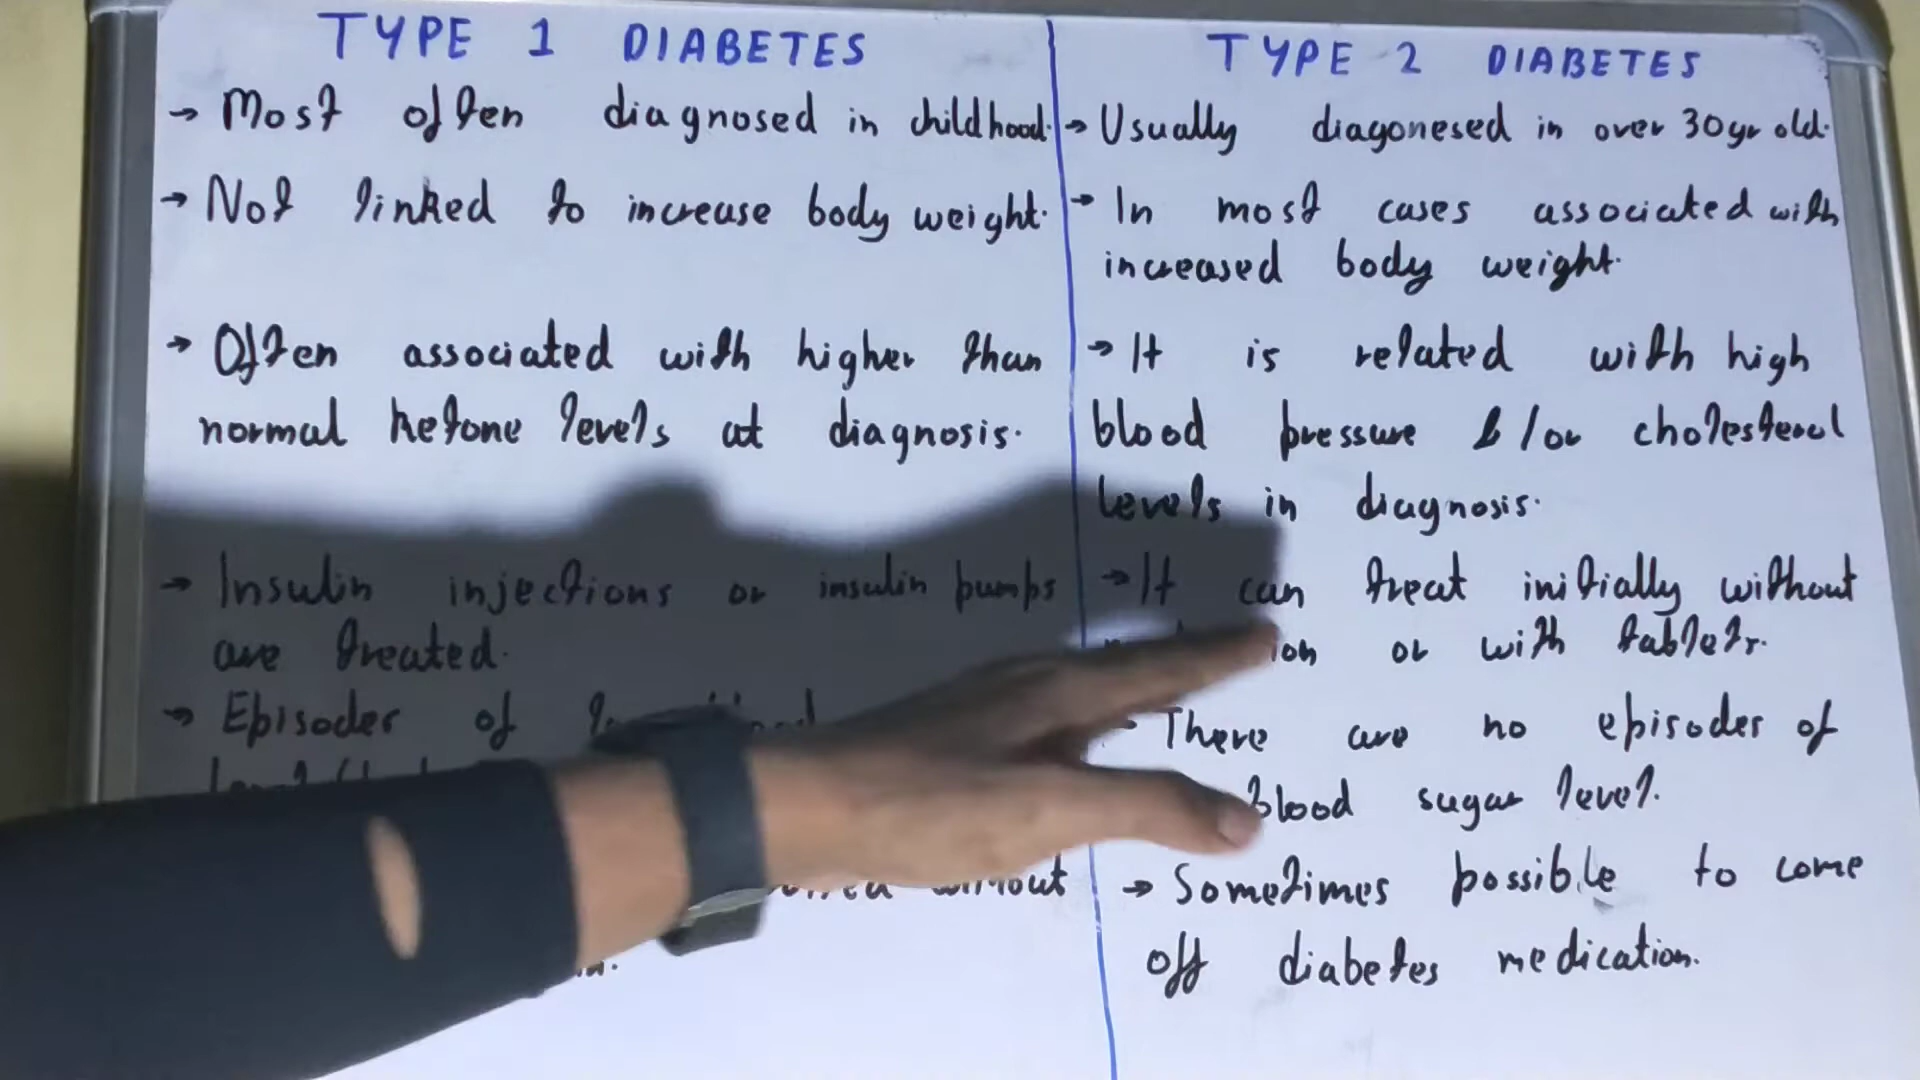 TYPE 1 DIABETES
→ Most often diagnosed in childhood.
→ Not linked to increase body weight.
→ Often associated with higher than
normal ketone levels at diagnosis.
→ Insulin injections or insulin pumps
are treated.
→ Episodes of
without
TYPE 2 DIABETES
→ Usually diagonesed in over 30yr old.
→ In most cases associated with
increased body weight.
→ It is related with high
blood pressure & /or cholesterol
levels in diagnosis.
→ It can treat initially without
or with tablets.
There are no episodes of
blood sugar level.
→ Sometimes possible to come
off diabetes medication.